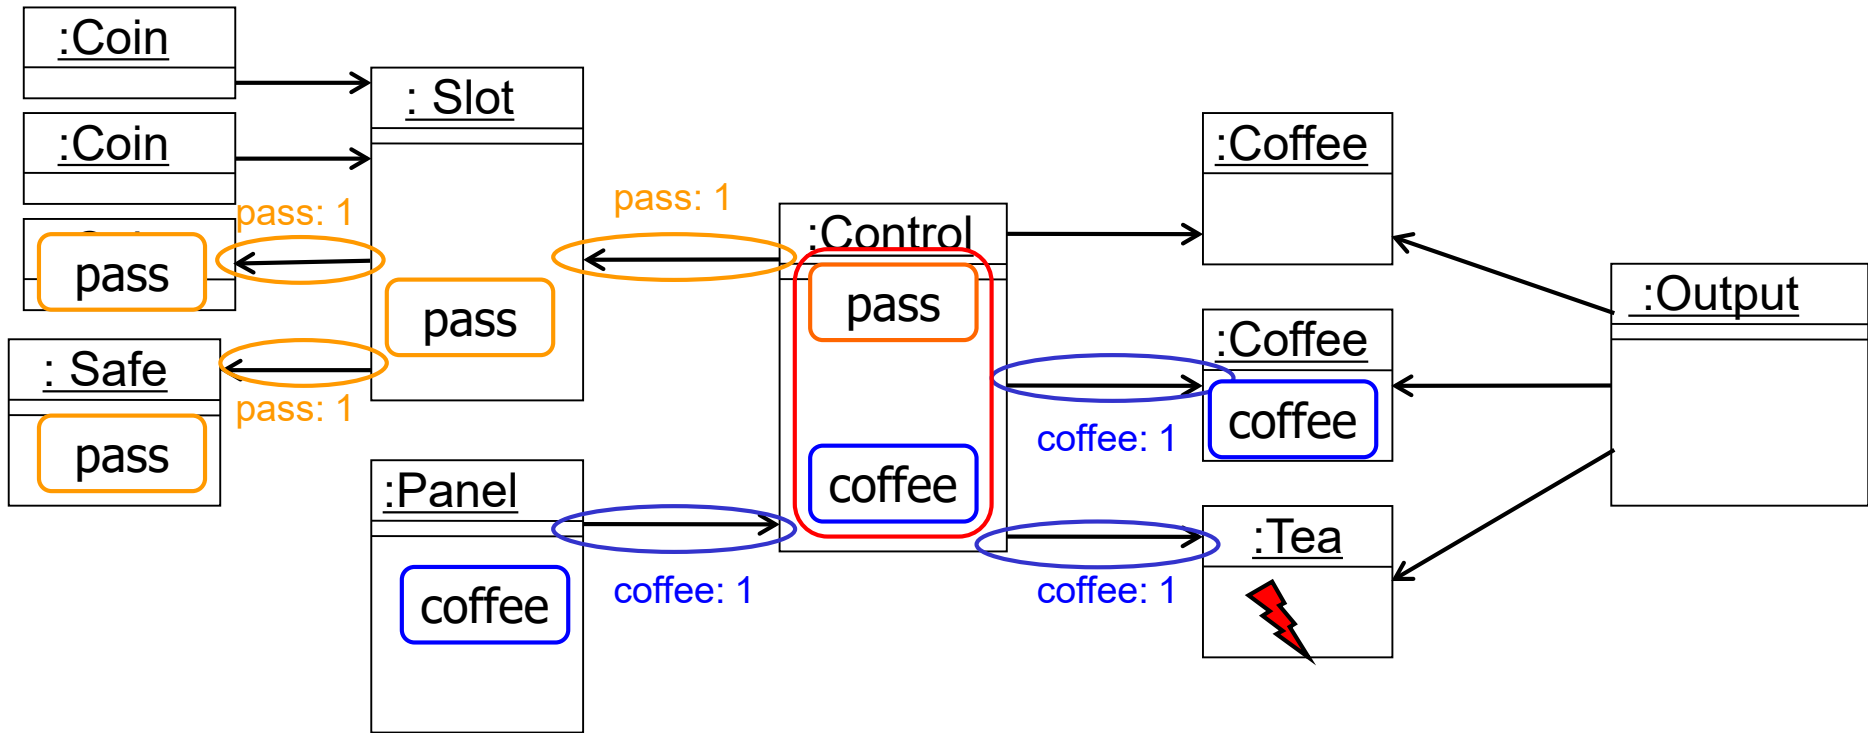 :Coin
: Slot
:Coin
:Coffee
pass: 1
pass: 1
:Control
pass
pass
pass
:Output
: Safe
pass: 1
pass
:Coffee
coffee
coffee: 1
:Panel
coffee
coffee
coffee: 1
coffee: 1
:Tea